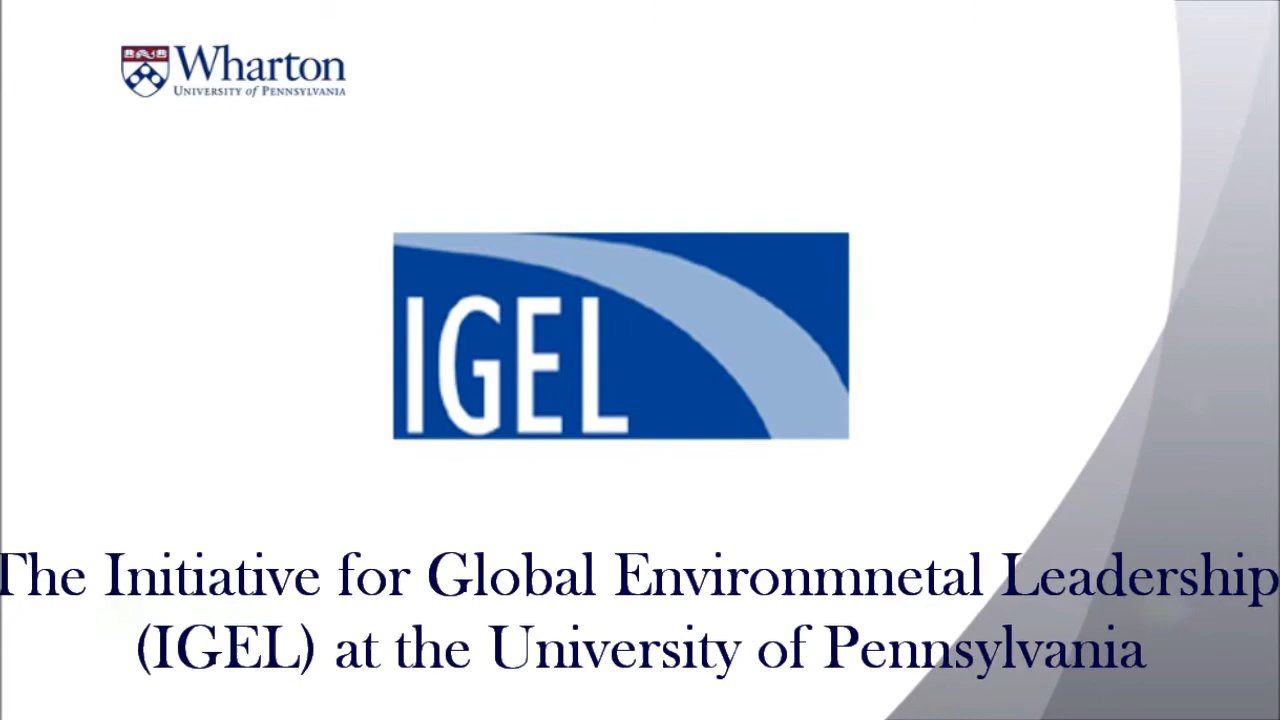 Wharton
UNIVERSITY of PENNSYLVANIA
IGEL
The Initiative for Global Environmnetal Leadership
(IGEL) at the University of Pennsylvania